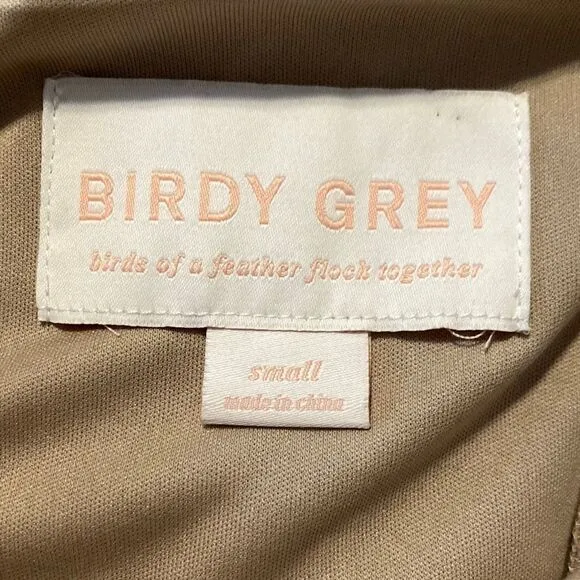 BIRDY GREY
birds of a feather flock together
small
made in china